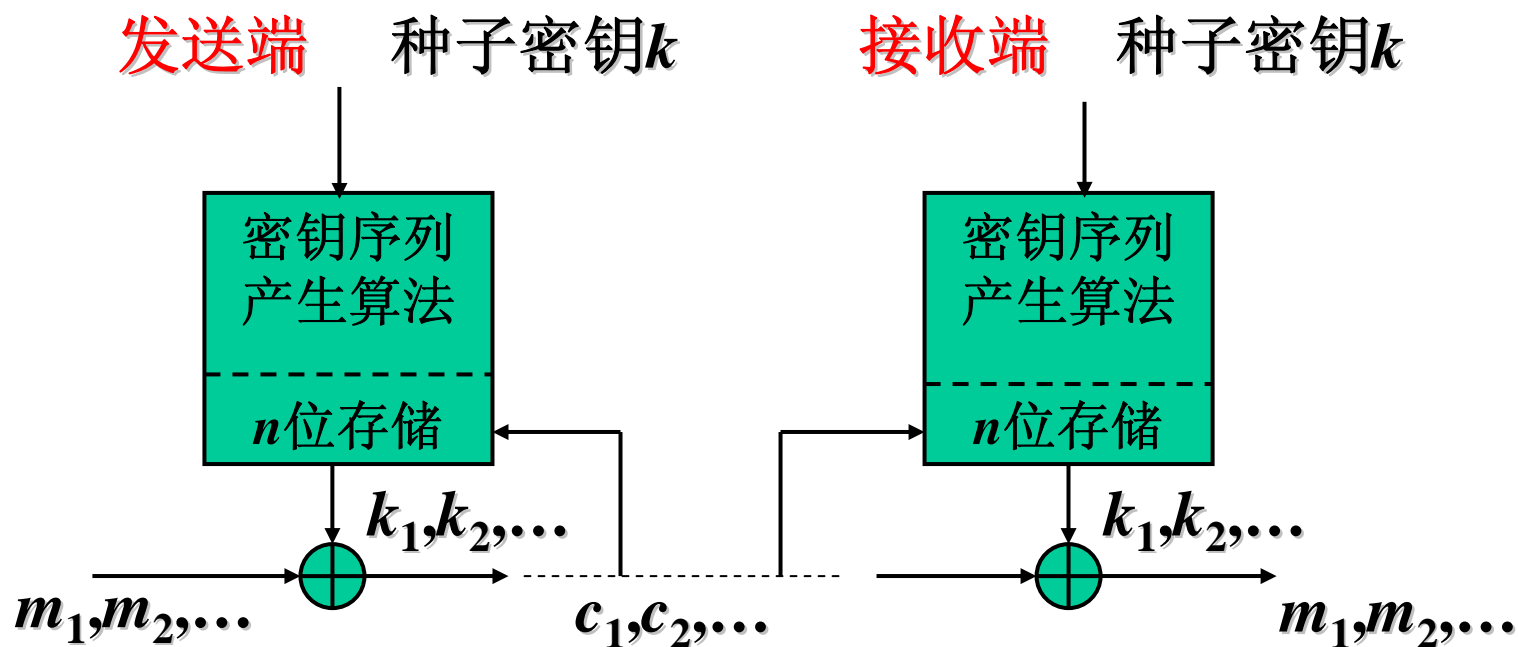 发送端 种子密钥k
接收端 种子密钥k
密钥序列
产生算法
n位存储
密钥序列
产生算法
n位存储
k1,k2,…
k1,k2,…
m1,m2,…
c1,c2,…
m1,m2,…